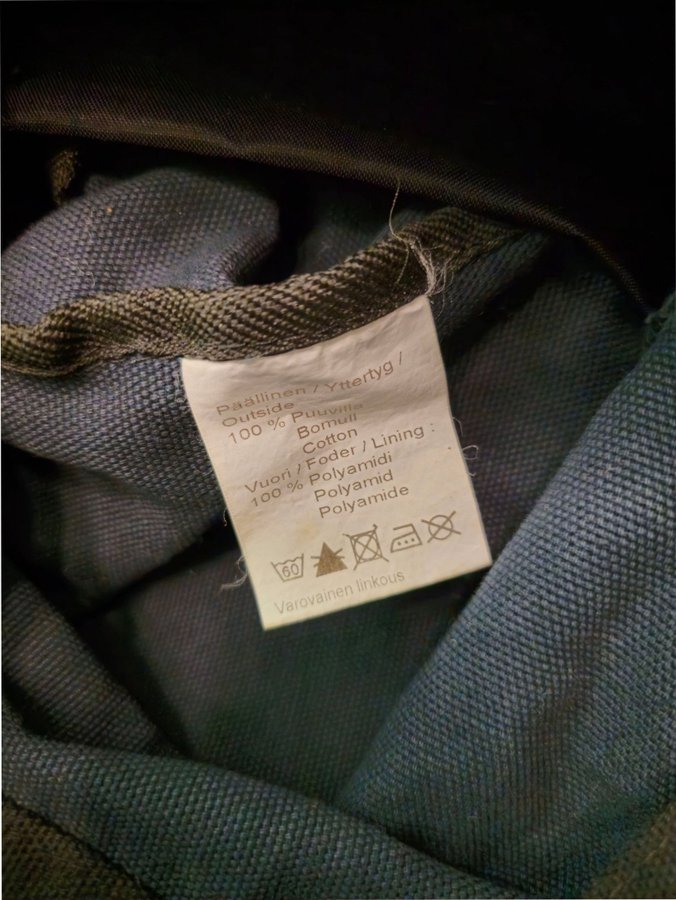 Päällinen / Yttertyg /
Outside
100 % Puuvilla
Bomull
Cotton
Vuori / Foder / Lining :
100 % Polyamidi
Polyamid
Polyamide
60
Varovainen linkous